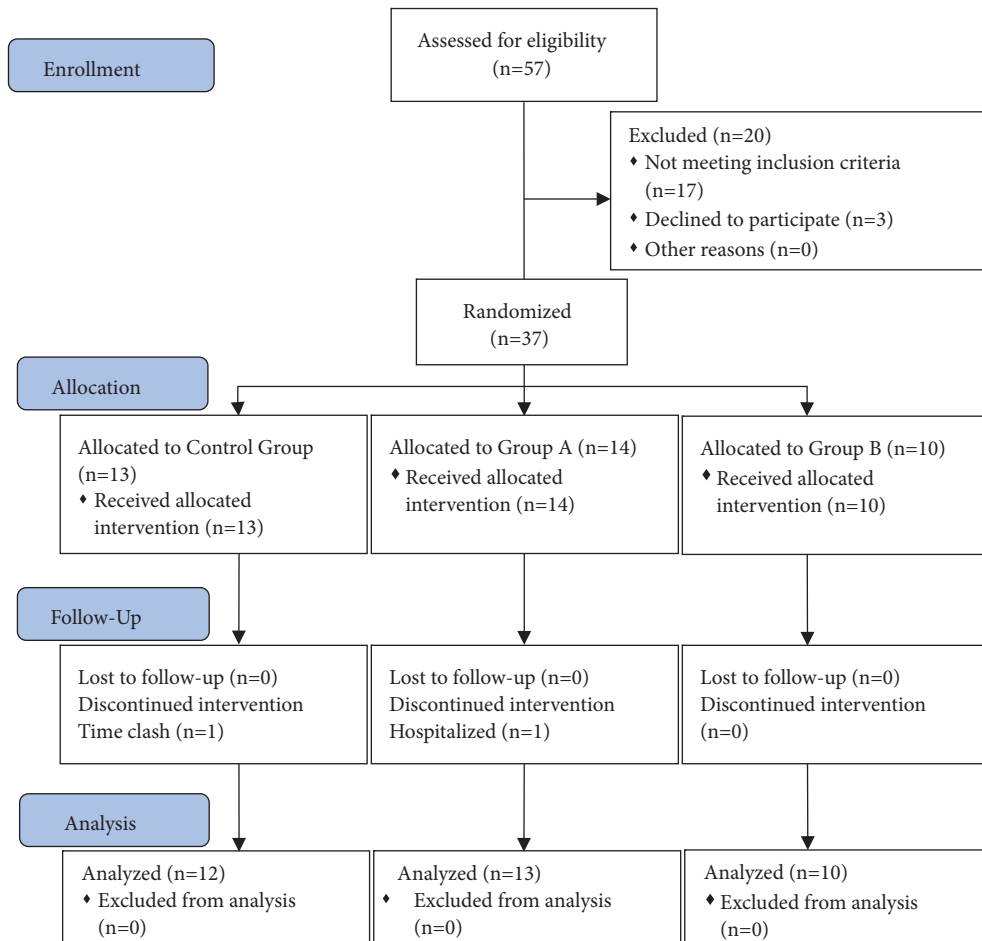 Assessed for eligibility
(n=57)
Enrollment
Excluded (n=20)
♦ Not meeting inclusion criteria
(n=17)
♦ Declined to participate (n=3)
♦ Other reasons (n=0)
Randomized
(n=37)
Allocation
Allocated to Control Group
(n=13)
♦ Received allocated
intervention (n=13)
Allocated to Group A (n=14)
♦ Received allocated
intervention
(n=14)
Allocated to Group B (n=10)
♦ Received allocated
intervention (n=10)
Follow-Up
Lost to follow-up (n=0)
Discontinued intervention
Time clash (n=1)
Lost to follow-up (n=0)
Discontinued intervention
Hospitalized (n=1)
Lost to follow-up (n=0)
Discontinued intervention
(n=0)
Analysis
Analyzed (n=12)
♦ Excluded from analysis
(n=0)
Analyzed (n=13)
♦ Excluded from analysis
(n=0)
Analyzed (n=10)
♦ Excluded from analysis
(n=0)